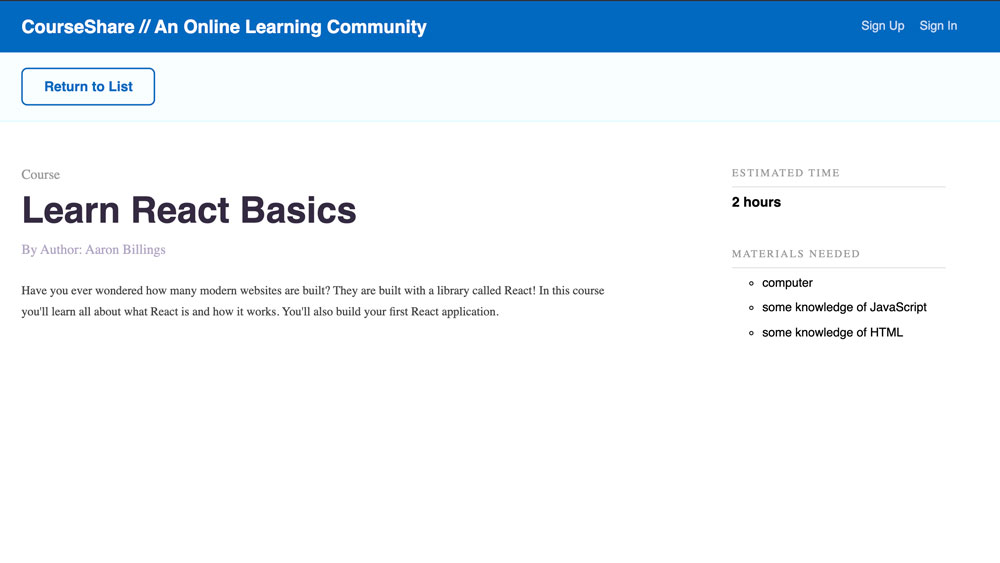 CourseShare // An Online Learning Community
Sign Up
Sign In
Return to List
Course
Learn React Basics
By Author: Aaron Billings
Have you ever wondered how many modern websites are built? They are built with a library called React! In this course
you'll learn all about what React is and how it works. You'll also build your first React application.
ESTIMATED TIME
2 hours
MATERIALS NEEDED
computer
some knowledge of JavaScript
some knowledge of HTML